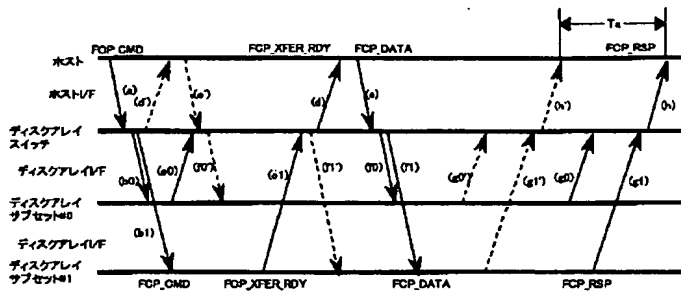 Ta
FCP_CMD FCP_XFER_RDY FCP_DATA FCP_RSP
ホスト
ホストI/F (a) (d') (e') (d) (e) (h') (h)
ディスクアレイ
スイッチ
ディスクアレイI/F (b0) (c0) (f0') (c1) (f1') (f0) (f1) (g0') (g1') (g0) (g1)
ディスクアレイ
サブセット#0
(b1)
ディスクアレイI/F
ディスクアレイ
サブセット#1
FCP_CMD FCP_XFER_RDY FCP_DATA FCP_RSP